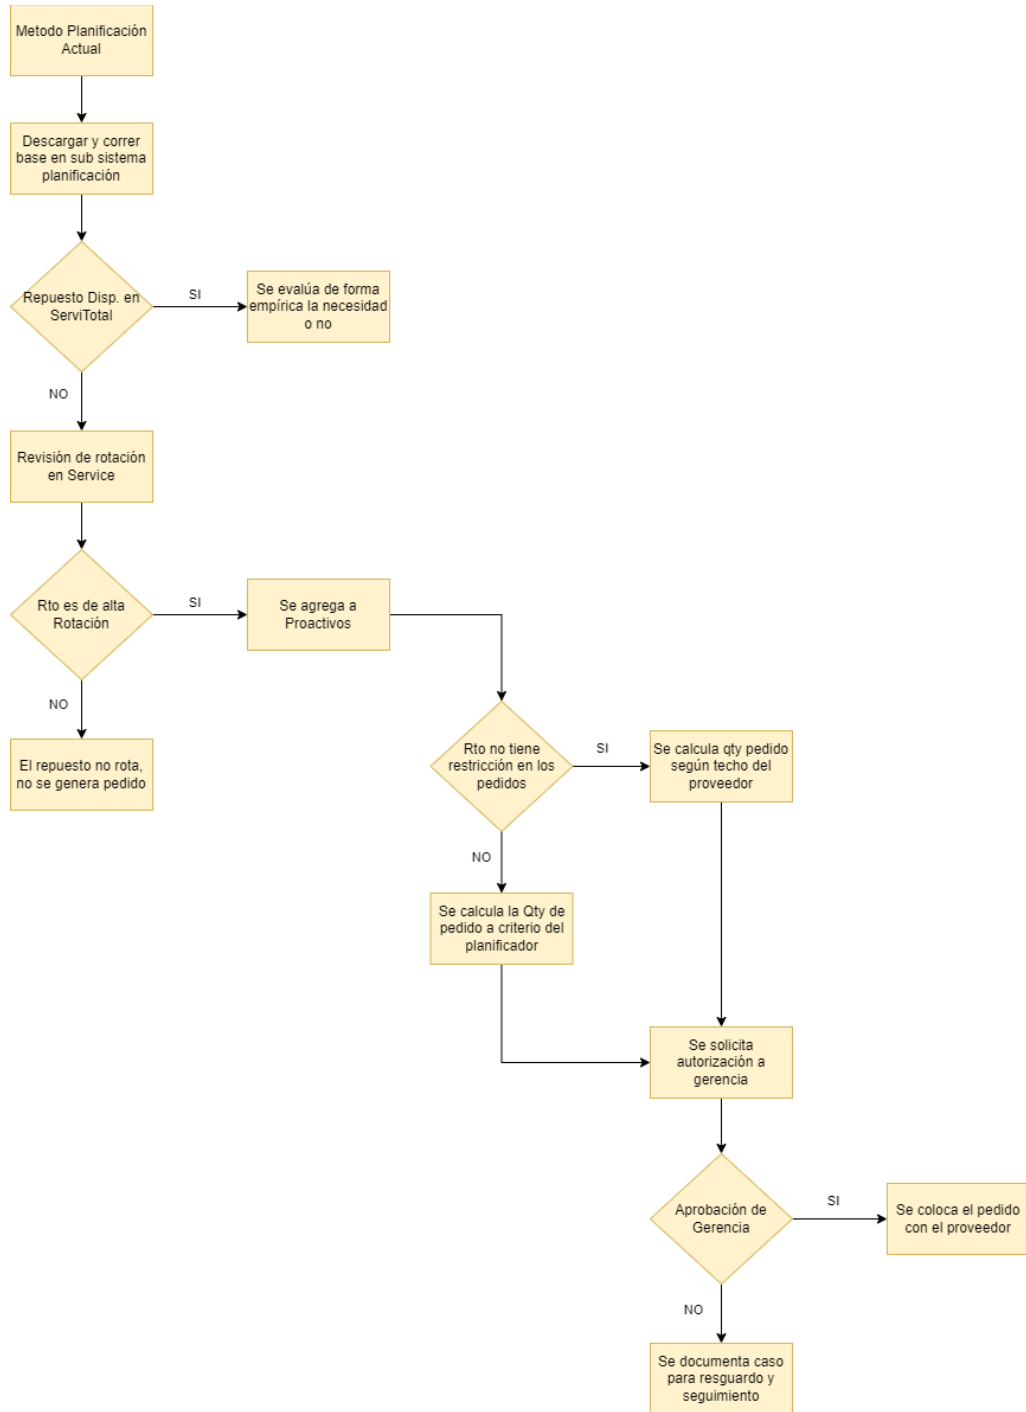 Metodo Planificación
Actual
Descargar y correr
base en sub sistema
planificación
Repuesto Disp. en
ServiTotal
SI
Se evalúa de forma
empírica la necesidad
o no
NO
Revisión de rotación
en Service
Rto es de alta
Rotación
SI
Se agrega a
Proactivos
NO
El repuesto no rota,
no se genera pedido
Rto no tiene
restricción en los
pedidos
SI
Se calcula qty pedido
según techo del
proveedor
NO
Se calcula la Qty de
pedido a criterio del
planificador
Se solicita
autorización a
gerencia
Aprobación de
Gerencia
SI
Se coloca el pedido
con el proveedor
NO
Se documenta caso
para resguardo y
seguimiento